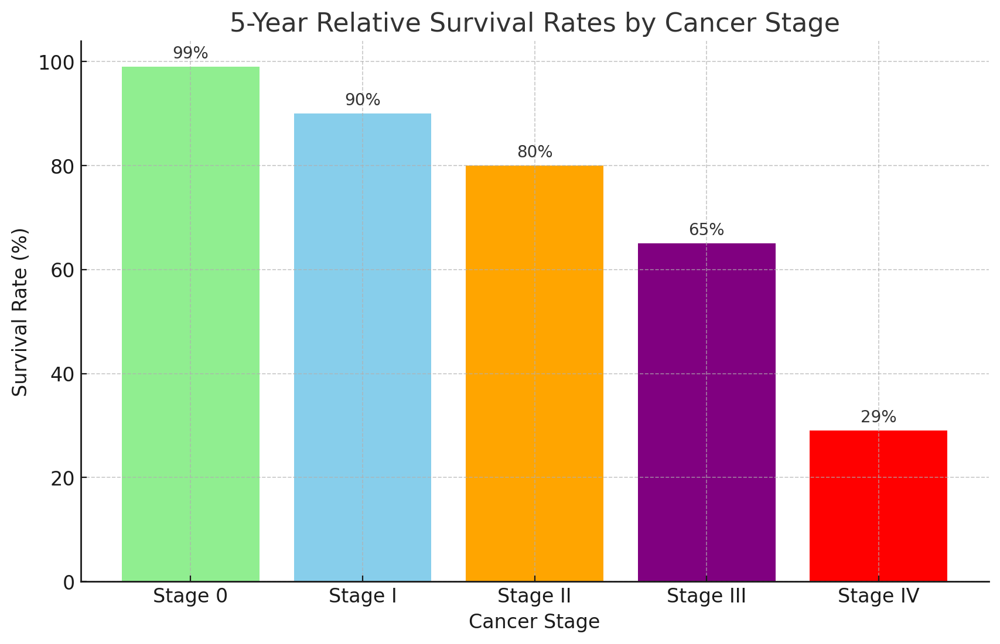 5-Year Relative Survival Rates by Cancer Stage
99%
100
90%
80%
80
65%
60
Survival Rate (%)
40
29%
20
0
Stage 0 Stage I Stage II Stage III Stage IV
Cancer Stage